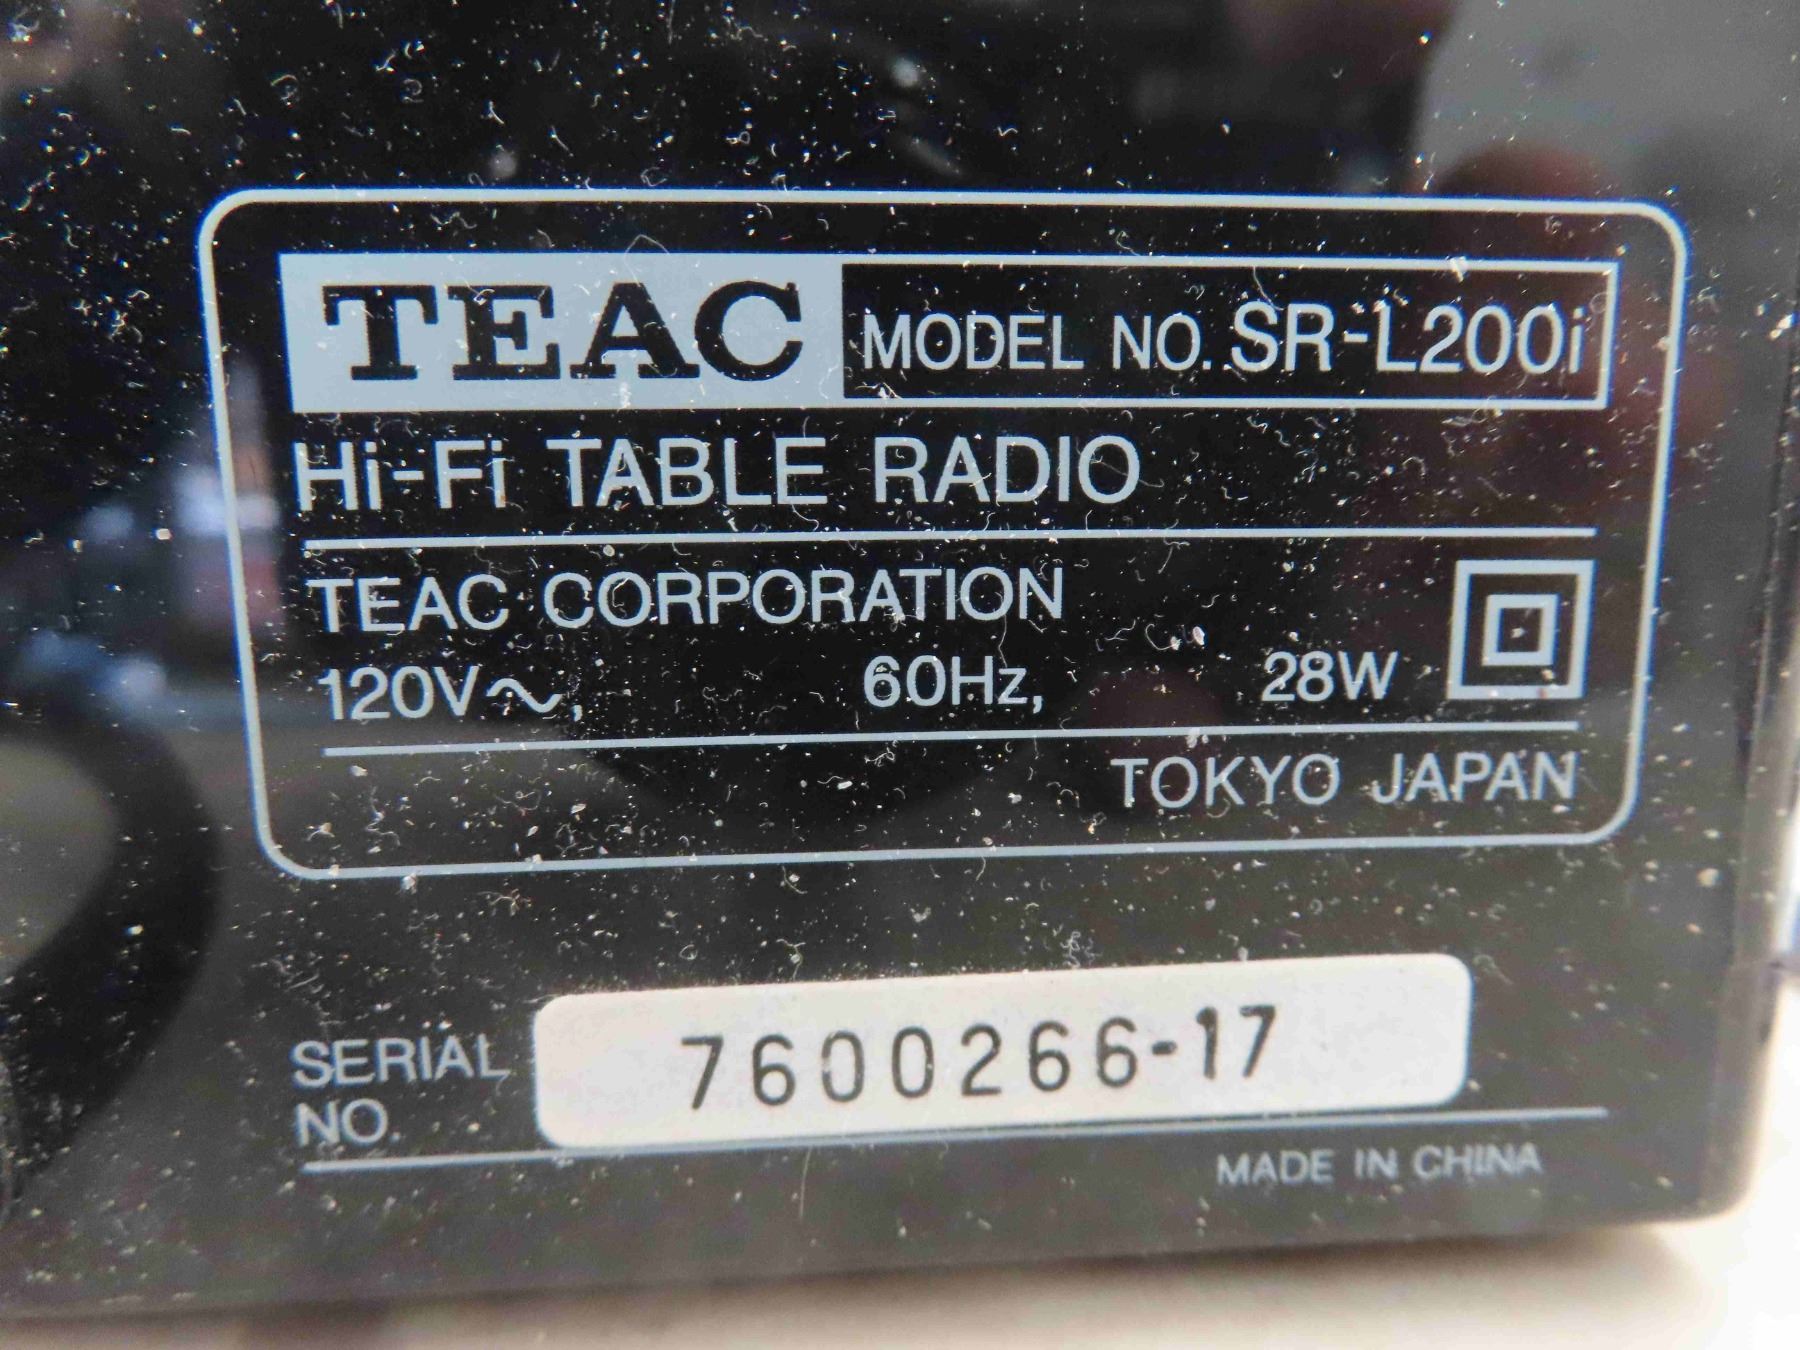 TEAC MODEL NO. SR-L200i
Hi-Fi TABLE RADIO
TEAC CORPORATION
120V∿, 60Hz, 28W
TOKYO JAPAN
SERIAL NO. 7600266-17
MADE IN CHINA